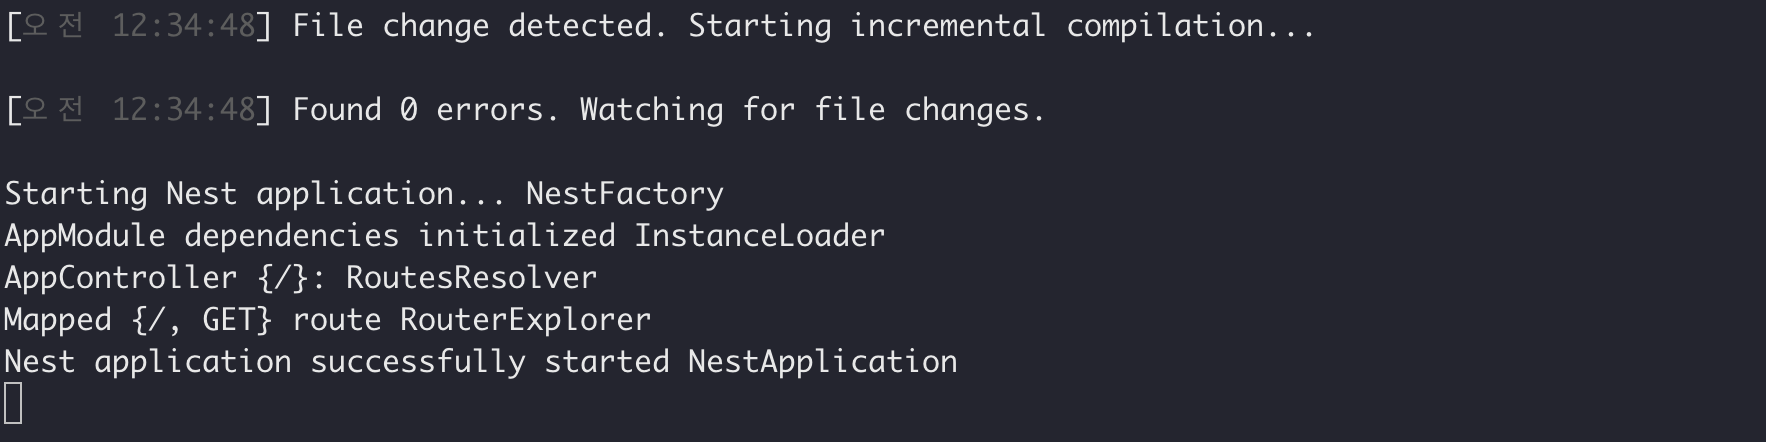 [오전 12:34:48] File change detected. Starting incremental compilation...
[오전 12:34:48] Found 0 errors. Watching for file changes.
Starting Nest application... NestFactory
AppModule dependencies initialized InstanceLoader
AppController {/}: RoutesResolver
Mapped {/, GET} route RouterExplorer
Nest application successfully started NestApplication